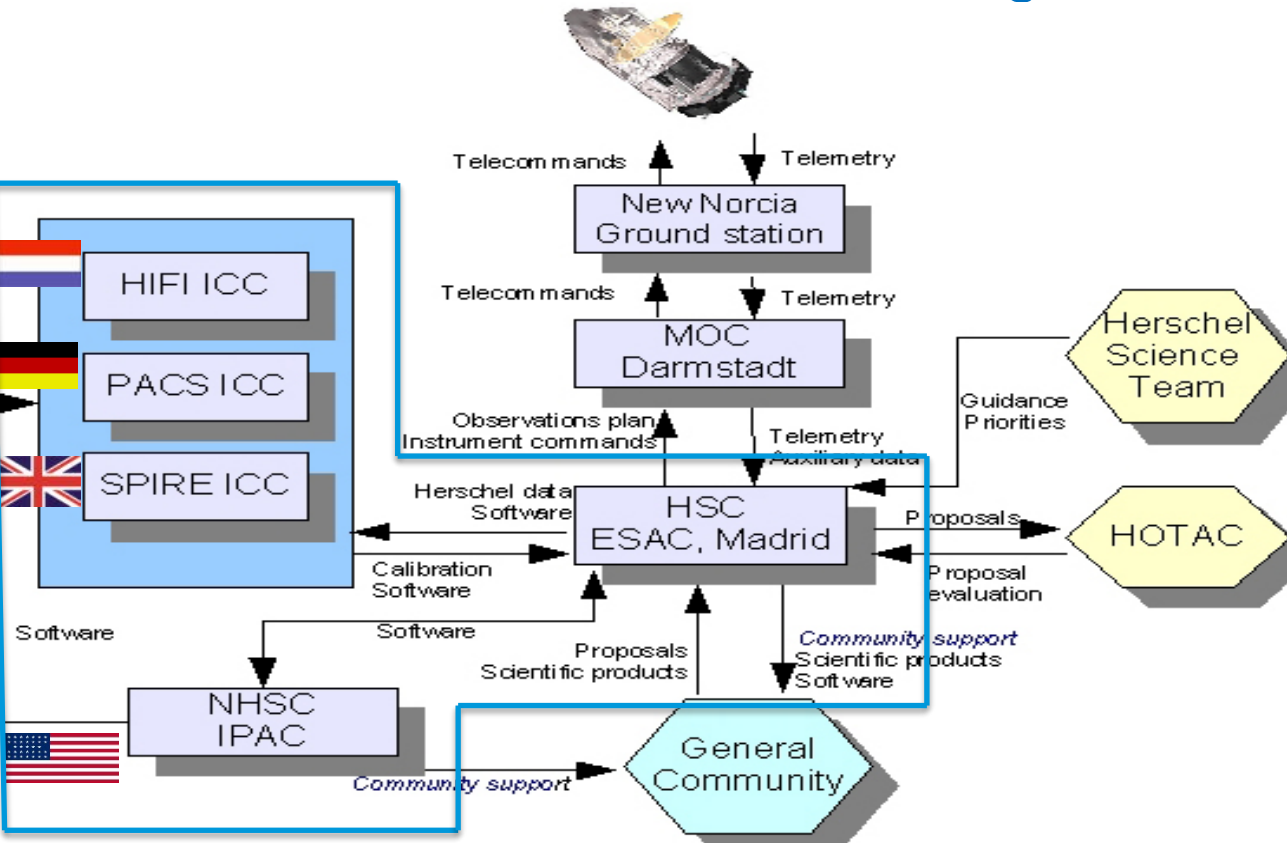 Telecommands
Telemetry
New Norcia
Ground station
Telecommands
Telemetry
HIFI ICC
MOC
Darmstadt
Herschel
Science
Team
PACS ICC
Guidance
Priorities
Observations plan
Instrument commands
Telemetry
Auxiliary data
SPIRE ICC
Herschel data
Software
HSC
ESAC, Madrid
Proposals
HOTAC
Calibration
Software
Proposal
evaluation
Software
Software
Proposals
Scientific products
Community support
Scientific products
Software
NHSC
IPAC
General
Community
Community support